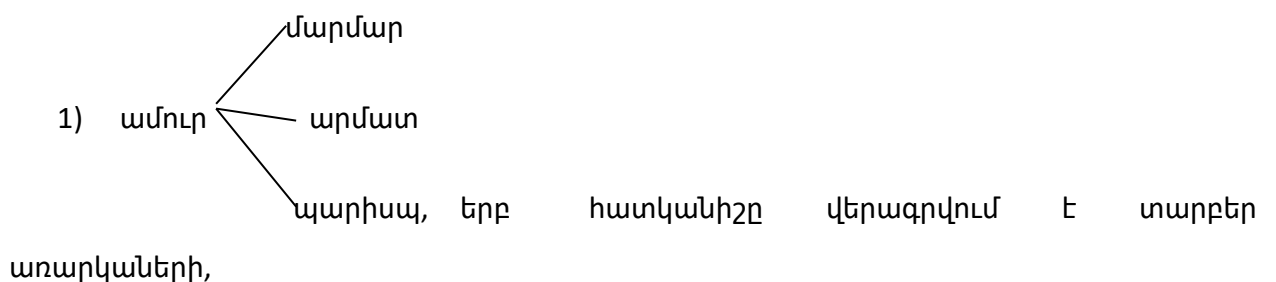 մարմար
1) ամուր արմատ
պարիսպ, երբ հատկանիշը վերագրվում է տարբեր
առարկաների,